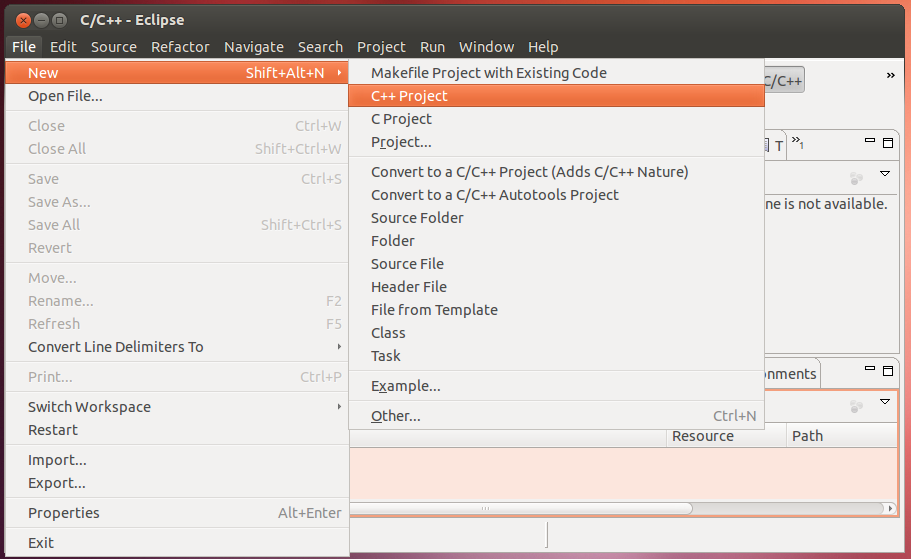 C/C++ - Eclipse
File Edit Source Refactor Navigate Search Project Run Window Help
New Shift+Alt+N
Open File...
Close Ctrl+W
Close All Shift+Ctrl+W
Save Ctrl+S
Save As...
Save All Shift+Ctrl+S
Revert
Move...
Rename... F2
Refresh F5
Convert Line Delimiters To
Print... Ctrl+P
Switch Workspace
Restart
Import...
Export...
Properties Alt+Enter
Exit
Makefile Project with Existing Code
C++ Project
C Project
Project...
Convert to a C/C++ Project (Adds C/C++ Nature)
Convert to a C/C++ Autotools Project
Source Folder
Folder
Source File
Header File
File from Template
Class
Task
Example...
Other... Ctrl+N
C/C++
»
T »1
ne is not available.
nments
Resource Path